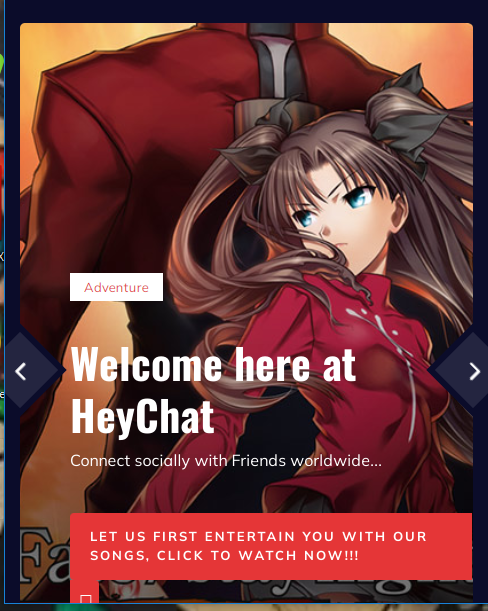 Adventure
Welcome here at
HeyChat
Connect socially with Friends worldwide...
LET US FIRST ENTERTAIN YOU WITH OUR
SONGS, CLICK TO WATCH NOW!!!